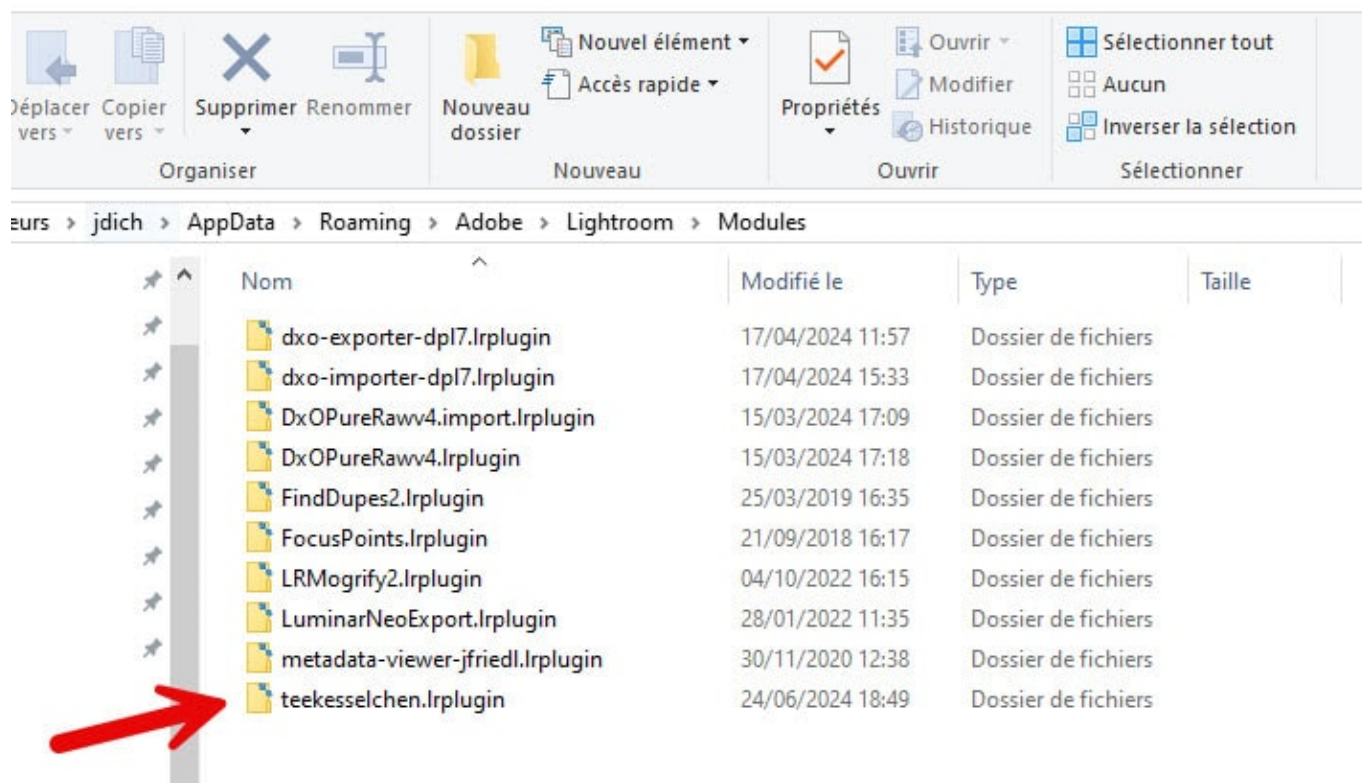 Nouvel élément
Ouvrir
Sélectionner tout
Accès rapide
Modifier
Aucun
Déplacer vers
Copier vers
Supprimer
Renommer
Nouveau dossier
Propriétés
Historique
Inverser la sélection
Organiser
Nouveau
Ouvrir
Sélectionner
eurs > jdich > AppData > Roaming > Adobe > Lightroom > Modules
Nom Modifié le Type Taille
dxo-exporter-dpl7.lrplugin 17/04/2024 11:57 Dossier de fichiers
dxo-importer-dpl7.lrplugin 17/04/2024 15:33 Dossier de fichiers
DxOPureRawv4.import.lrplugin 15/03/2024 17:09 Dossier de fichiers
DxOPureRawv4.lrplugin 15/03/2024 17:18 Dossier de fichiers
FindDupes2.lrplugin 25/03/2019 16:35 Dossier de fichiers
FocusPoints.lrplugin 21/09/2018 16:17 Dossier de fichiers
LRMogrify2.lrplugin 04/10/2022 16:15 Dossier de fichiers
LuminarNeoExport.lrplugin 28/01/2022 11:35 Dossier de fichiers
metadata-viewer-jfriedl.lrplugin 30/11/2020 12:38 Dossier de fichiers
teekesselchen.lrplugin 24/06/2024 18:49 Dossier de fichiers